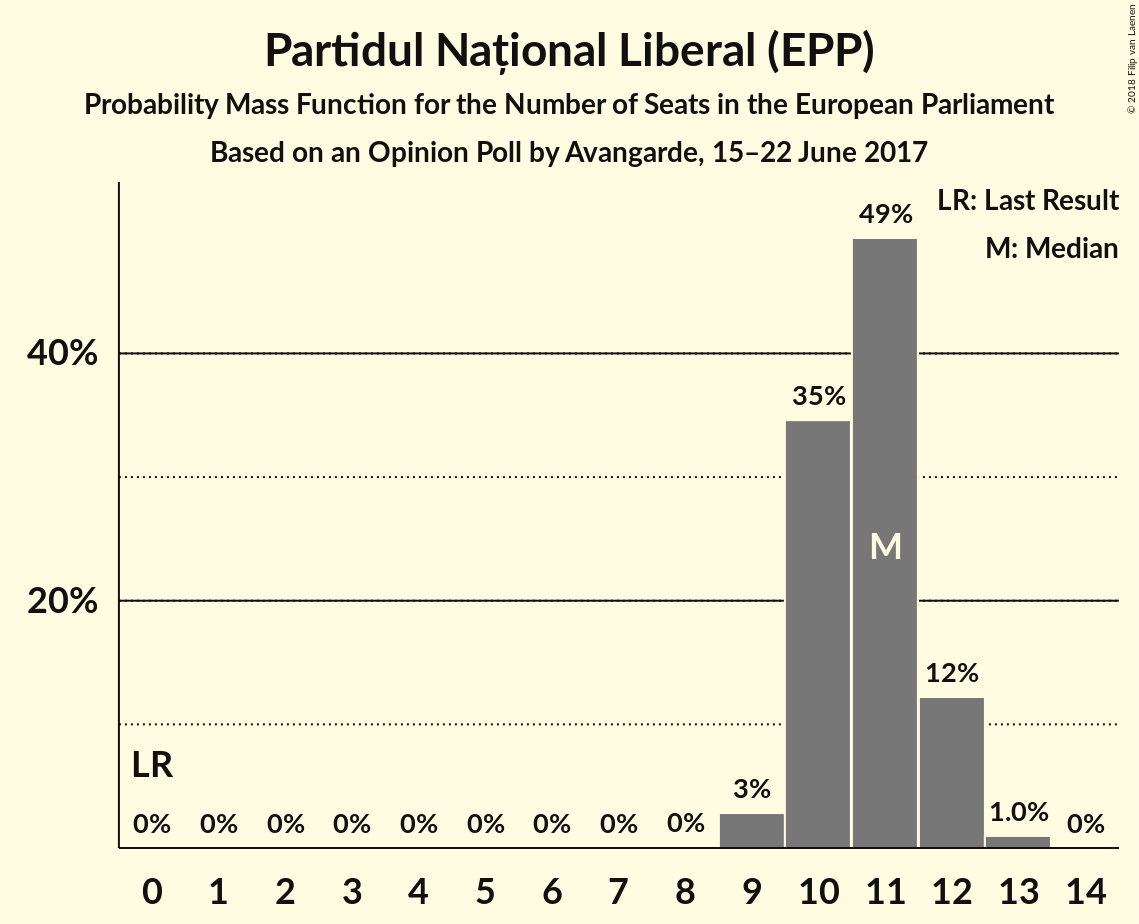 Partidul Național Liberal (EPP)
Probability Mass Function for the Number of Seats in the European Parliament
Based on an Opinion Poll by Avangarde, 15–22 June 2017
© 2018 Filip van Laenen
LR: Last Result
M: Median
49%
40%
35%
M
20%
12%
LR
3%
1.0%
0% 0% 0% 0% 0% 0% 0% 0% 0% 0%
0 1 2 3 4 5 6 7 8 9 10 11 12 13 14